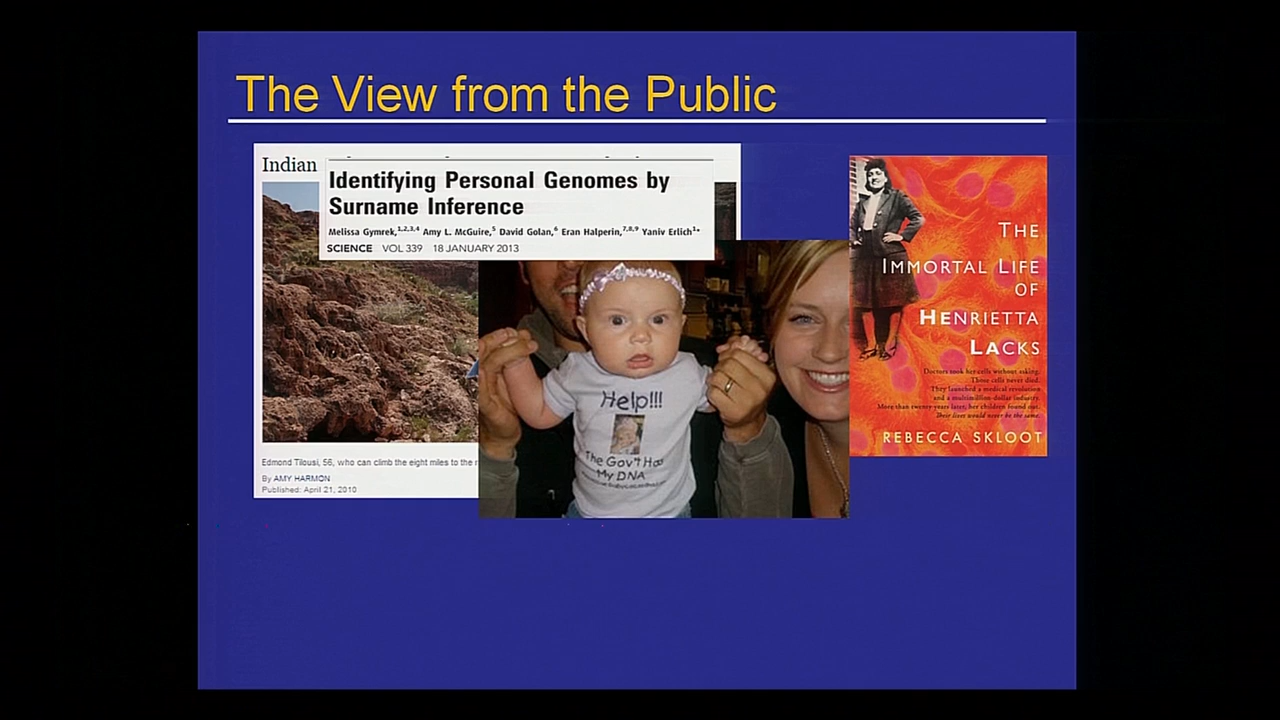 The View from the Public
Indian
Identifying Personal Genomes by
Surname Inference
Melissa Gymrek,1,2,3,4 Amy L. McGuire,5 David Golan,6 Eran Halperin,7,8,9 Yaniv Erlich1*
SCIENCE VOL 339 18 JANUARY 2013
Edmond Tilousi, 56, who can climb the eight miles to the r
By AMY HARMON
Published: April 21, 2010
Help!!!
The Gov't Has
My DNA
THE
IMMORTAL LIFE
OF
HENRIETTA
LACKS
Doctors took her cells without asking.
Those cells never died.
They launched a medical revolution
and a multimillion-dollar industry.
More than twenty years later, her children found out.
Their lives would never be the same.
REBECCA SKLOOT